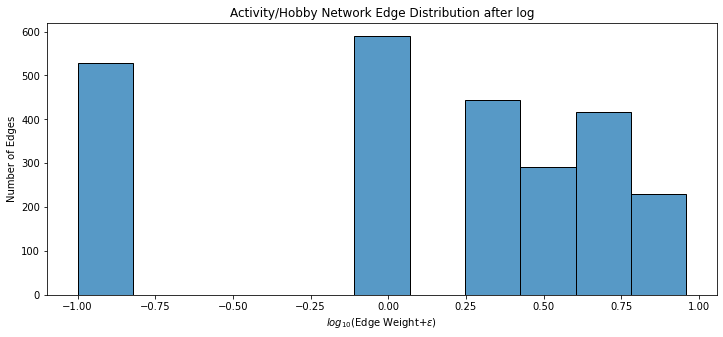 Activity/Hobby Network Edge Distribution after log
600
500
400
300
200
100
0
Number of Edges
−1.00 −0.75 −0.50 −0.25 0.00 0.25 0.50 0.75 1.00
log₁₀(Edge Weight+ε)